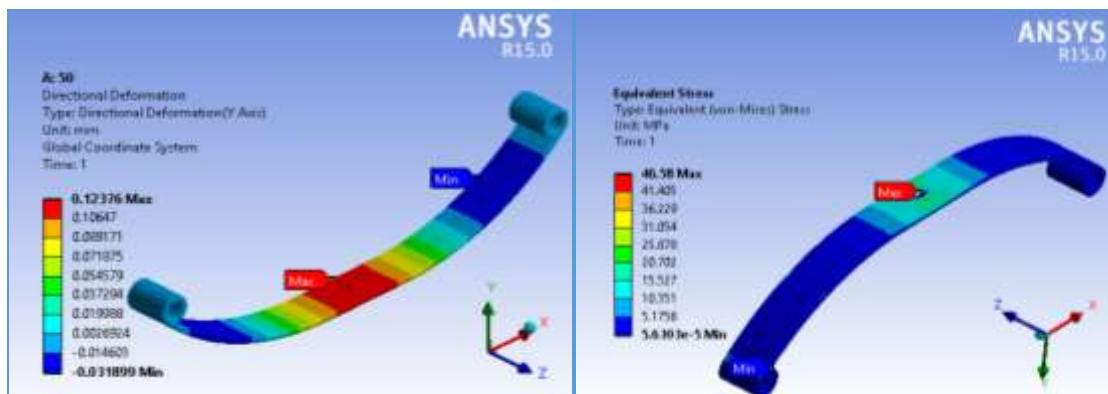 ANSYS
R15.0
A: 50
Directional Deformation
Type: Directional Deformation(Y Axis)
Unit: mm
Global Coordinate System
Time: 1
0.12376 Max
0.10647
0.089171
0.071875
0.054579
0.037284
0.019988
0.0026924
-0.014603
-0.031899 Min
Min
Max
Y
X
Z
ANSYS
R15.0
Equivalent Stress
Type: Equivalent (von-Mises) Stress
Unit: MPa
Time: 1
46.58 Max
41.405
36.229
31.054
25.878
20.702
15.527
10.351
5.1758
Min
Max
Min
Z
X
Y